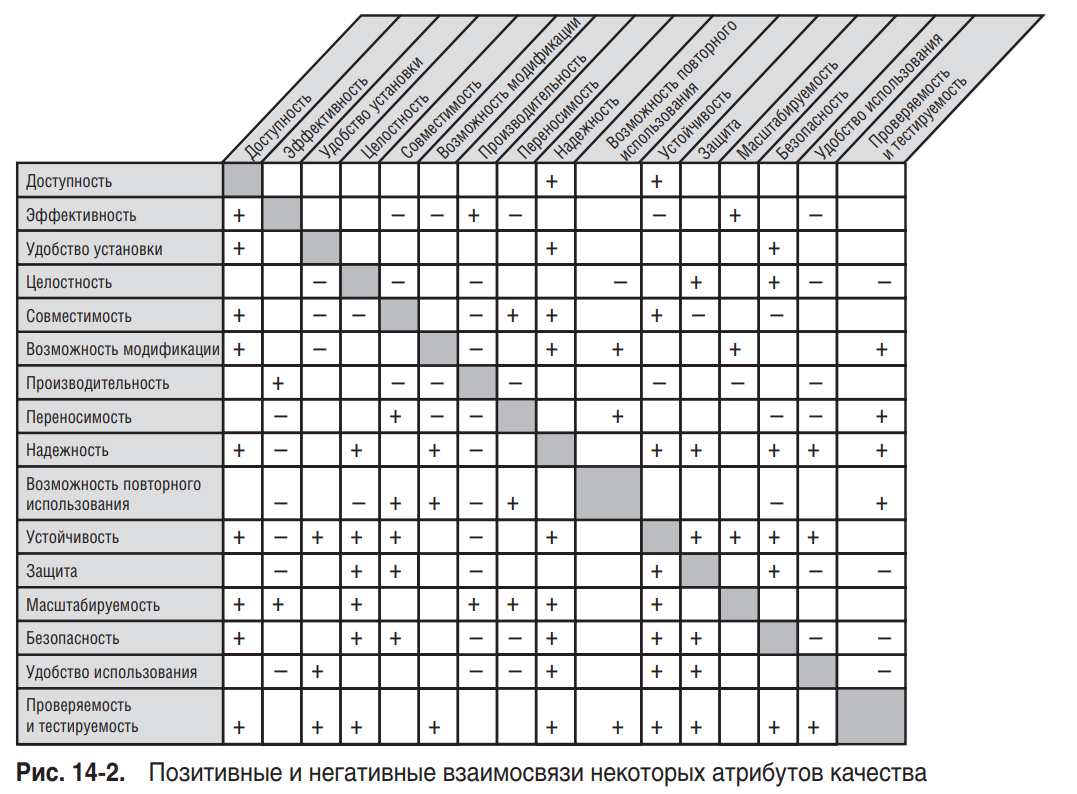 Доступность
Эффективность
Удобство установки
Целостность
Совместимость
Возможность модификации
Производительность
Переносимость
Надежность
Возможность повторного
использования
Устойчивость
Защита
Масштабируемость
Безопасность
Удобство использования
Проверяемость
и тестируемость
Доступность + +
Эффективность + – – + – – + –
Удобство установки + + +
Целостность – – – – + + – –
Совместимость + – – – + + + – –
Возможность модификации + – – + + + +
Производительность + – – – – – –
Переносимость – + – – + – – +
Надежность + – + + – + + + + +
Возможность повторного
использования – – + + – + – +
Устойчивость + – + + + – + + + + +
Защита – + + – + + – –
Масштабируемость + + + + + + +
Безопасность + + + – – + + + – –
Удобство использования – + – – + + + –
Проверяемость
и тестируемость + + + + + + + + + +
Рис. 14-2. Позитивные и негативные взаимосвязи некоторых атрибутов качества